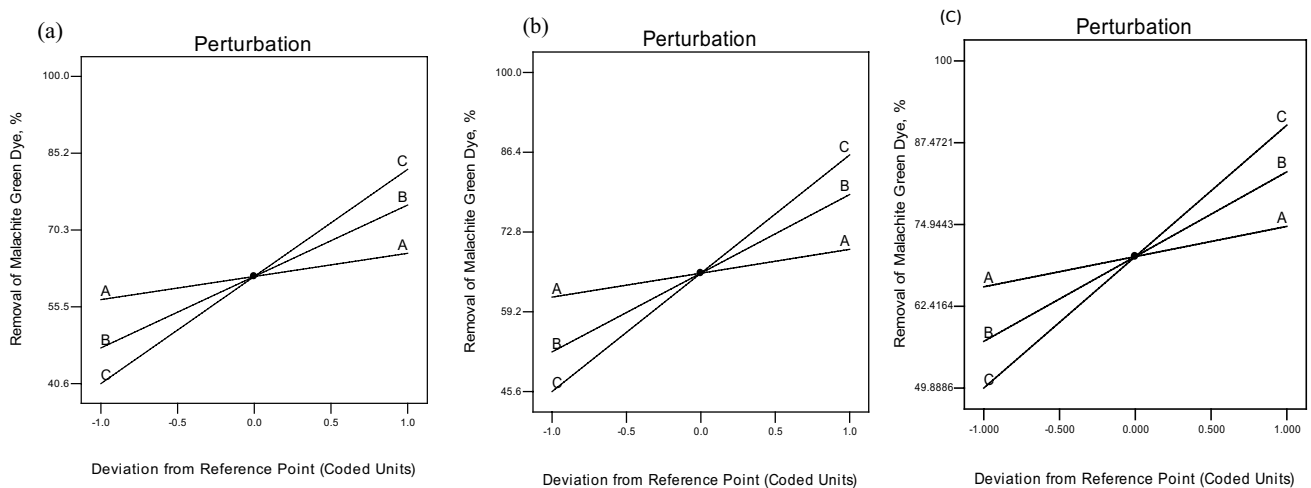 (a)
Perturbation
Removal of Malachite Green Dye, %
100.0
85.2
70.3
55.5
40.6
A
B
C
C
B
A
-1.0
-0.5
0.0
0.5
1.0
Deviation from Reference Point (Coded Units)
(b)
Perturbation
Removal of Malachite Green Dye, %
100.0
86.4
72.8
59.2
45.6
A
B
C
C
B
A
-1.0
-0.5
0.0
0.5
1.0
Deviation from Reference Point (Coded Units)
(C)
Perturbation
Removal of Malachite Green Dye, %
100
87.4721
74.9443
62.4164
49.8886
A
B
C
C
B
A
-1.000
-0.500
0.000
0.500
1.000
Deviation from Reference Point (Coded Units)